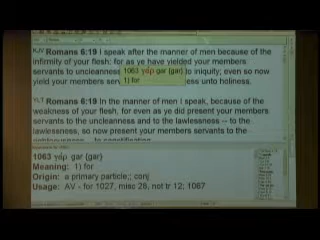 KJV Romans 6:19 I speak after the manner of men because of the
infirmity of your flesh: for as ye have yielded your members
servants to uncleanness to iniquity; even so now
yield your members ess unto holiness.
1063 γάρ gar {gar}
1) for
YLT Romans 6:19 In the manner of men I speak, because of the
weakness of your flesh, for even as ye did present your members
servants to the uncleanness and to the lawlessness -- to the
lawlessness, so now present your members servants to the
1063 γάρ gar {gar}
Meaning: 1) for
Origin: a primary particle;; conj
Usage: AV - for 1027, misc 28, not tr 12; 1067